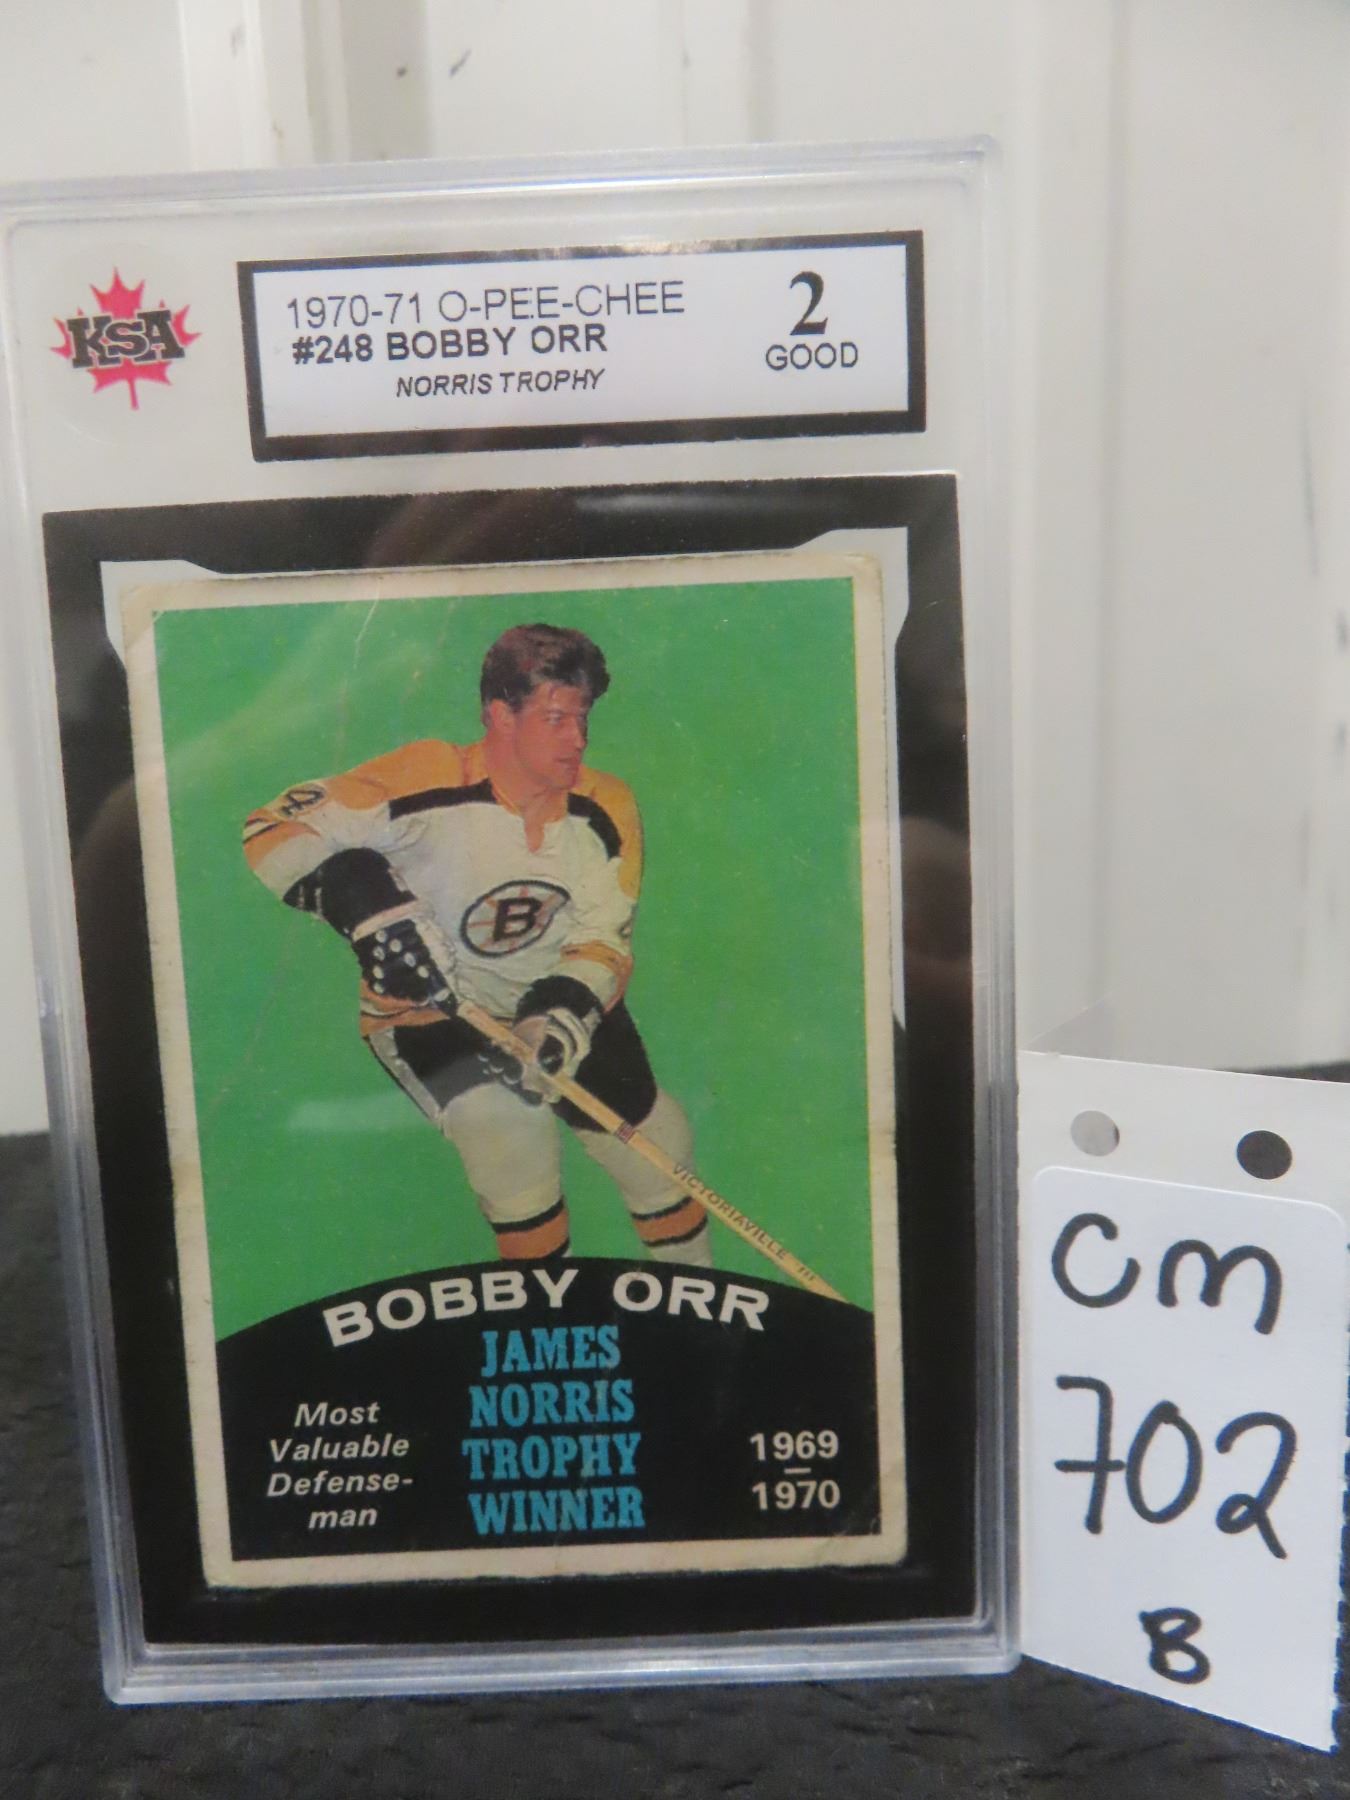 KSA
1970-71 O-PEE-CHEE
#248 BOBBY ORR
NORRIS TROPHY
2
GOOD
B
VICTORIAVILLE
BOBBY ORR
JAMES
NORRIS
TROPHY
WINNER
Most
Valuable
Defense-
man
1969
–
1970
CM
702
B